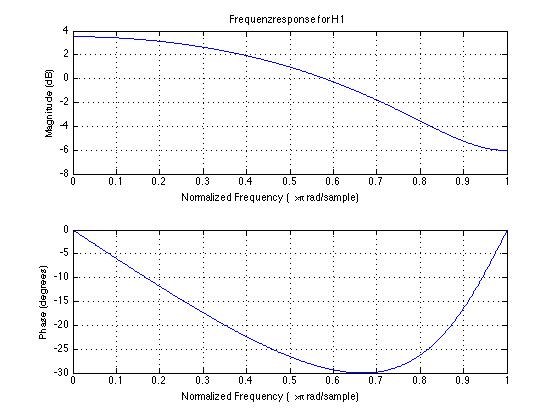 Frequenzresponse for H1
Magnitude (dB)
4
2
0
-2
-4
-6
-8
0 0.1 0.2 0.3 0.4 0.5 0.6 0.7 0.8 0.9 1
Normalized Frequency (×π rad/sample)
Phase (degrees)
0
-5
-10
-15
-20
-25
-30
0 0.1 0.2 0.3 0.4 0.5 0.6 0.7 0.8 0.9 1
Normalized Frequency (×π rad/sample)